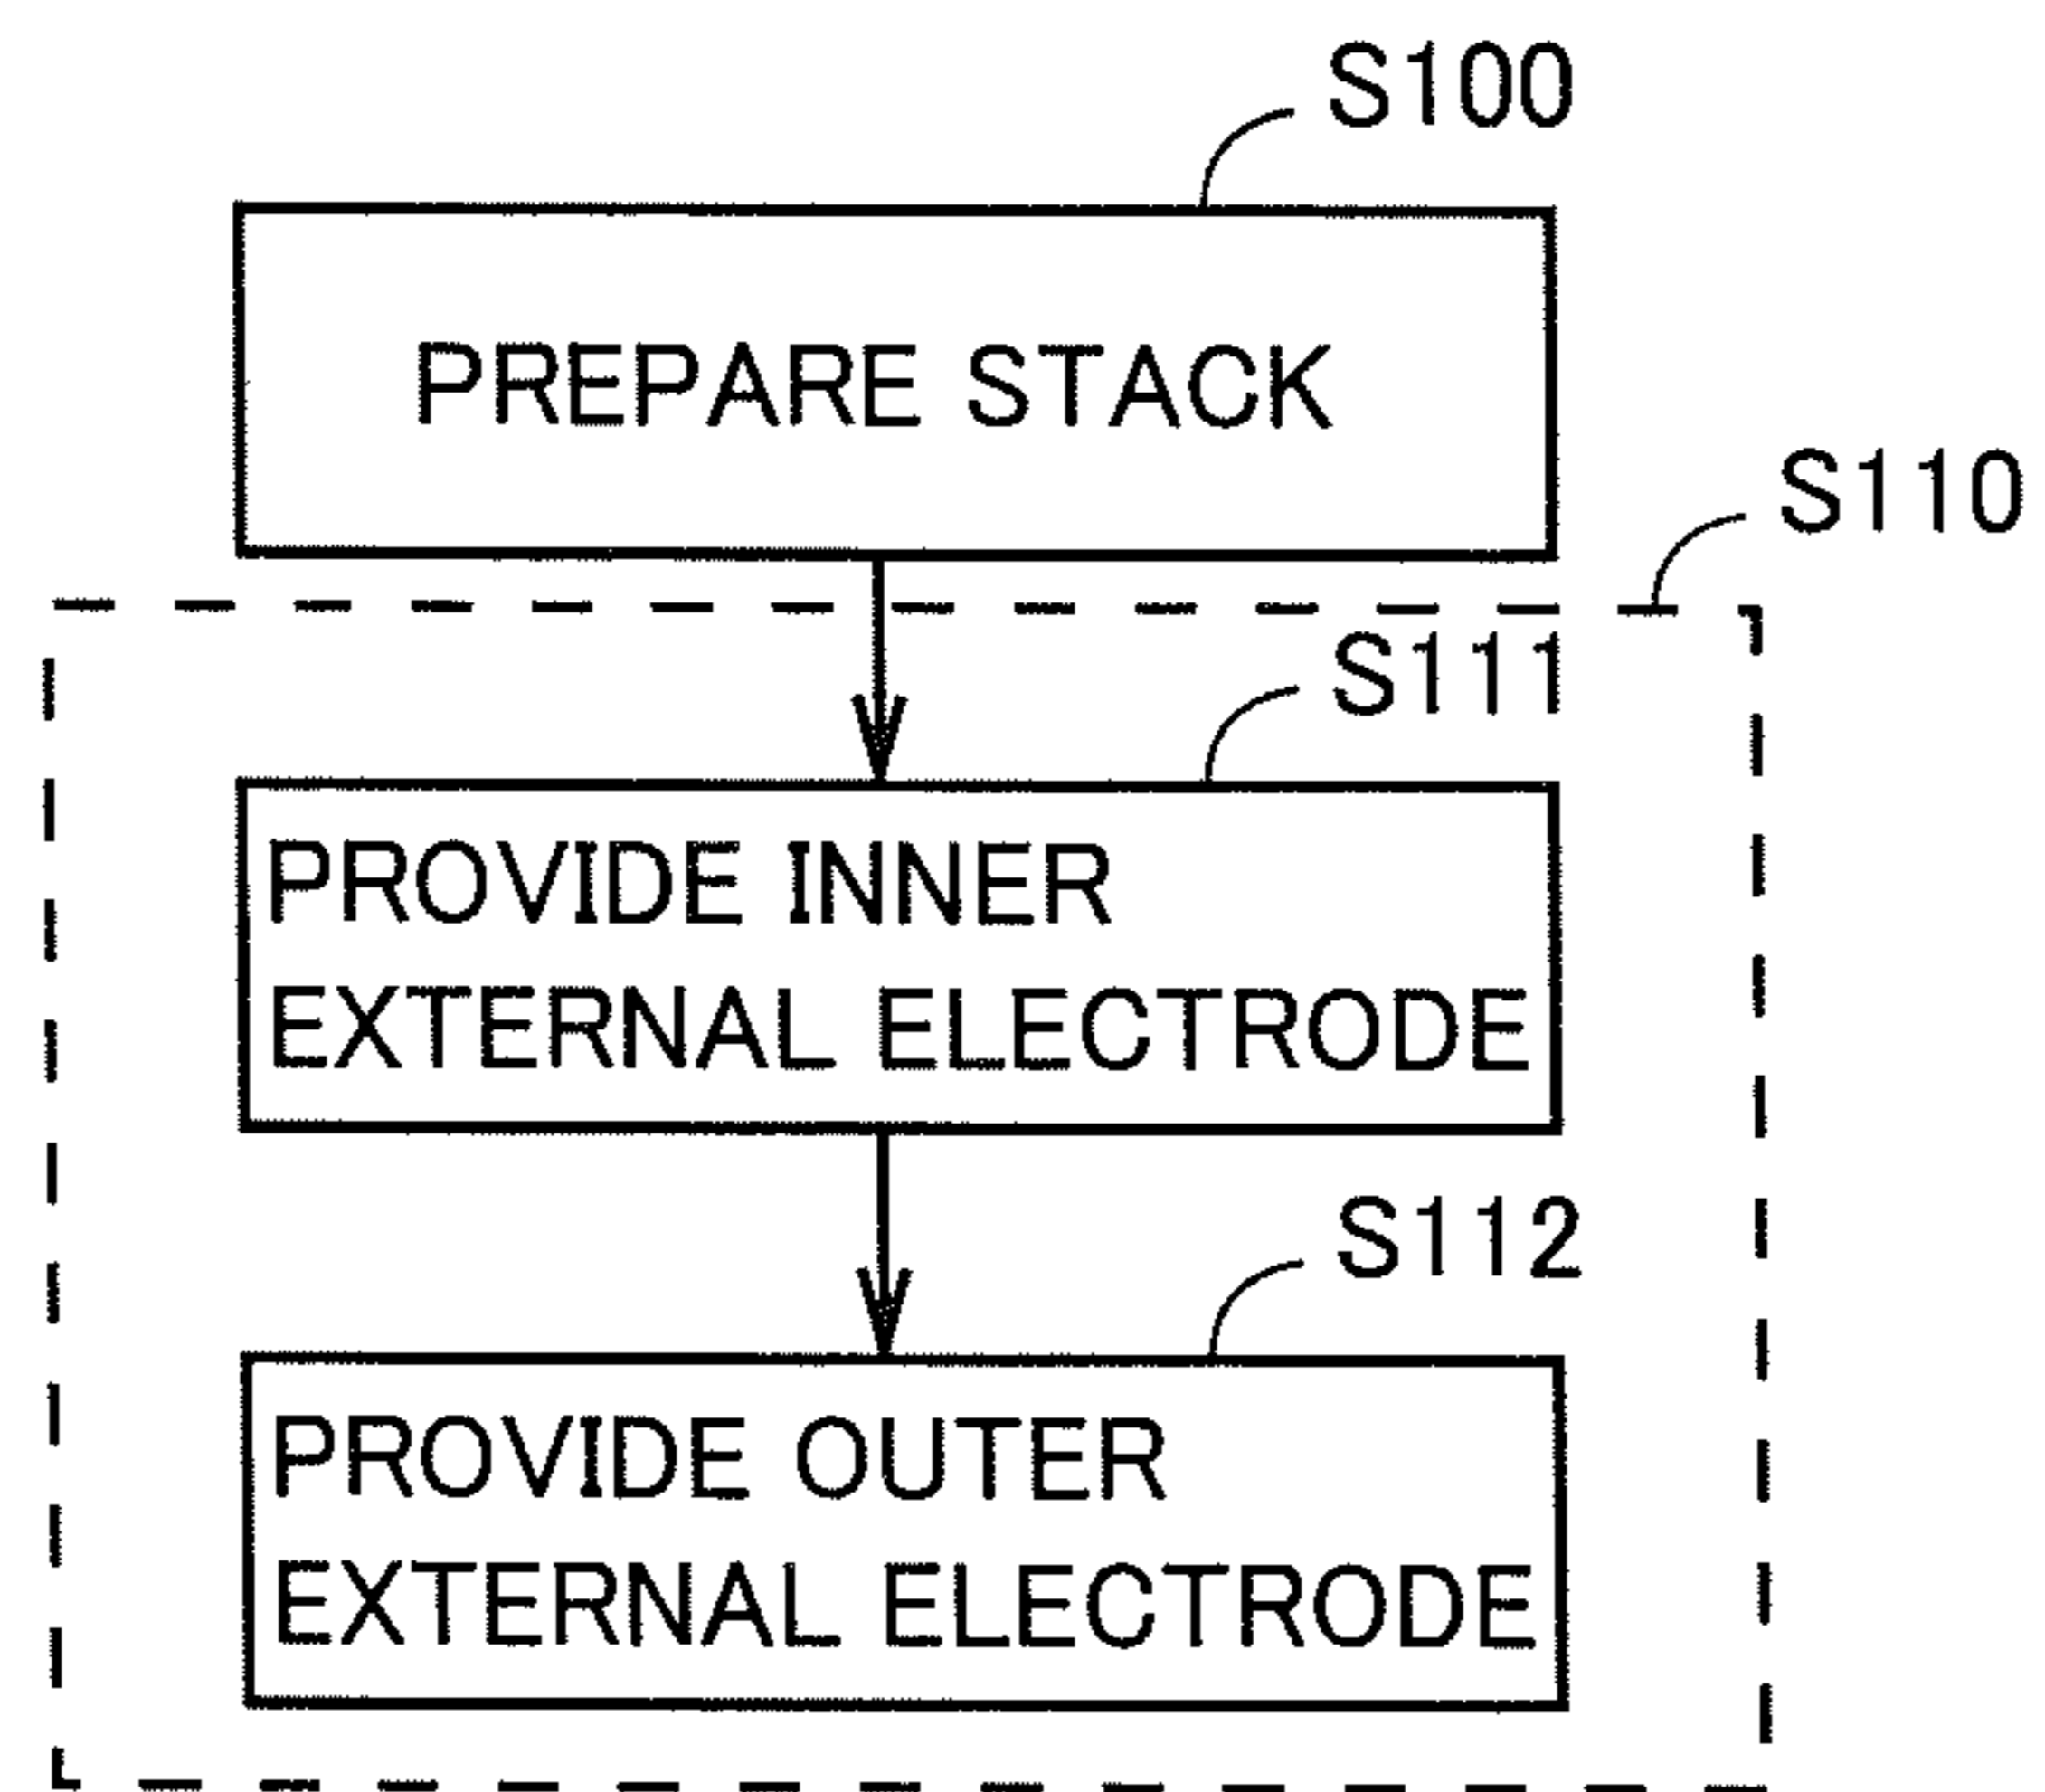 S100
PREPARE STACK
S110
S111
PROVIDE INNER
EXTERNAL ELECTRODE
S112
PROVIDE OUTER
EXTERNAL ELECTRODE